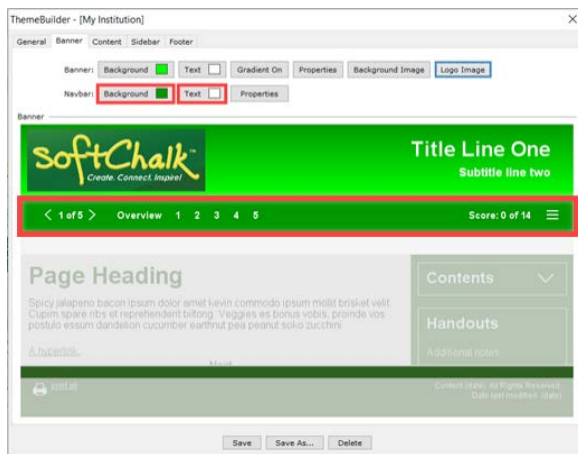 ThemeBuilder - [My Institution]
General Banner Content Sidebar Footer
Banner: Background Text Gradient On Properties Background Image Logo Image
Navbar: Background Text Properties
Banner
SoftChalk™
Create. Connect. Inspire!
Title Line One
Subtitle line two
< 1 of 5 > Overview 1 2 3 4 5 Score: 0 of 14
Page Heading
Spicy jalapeno bacon ipsum dolor amet kevin commodo ipsum mollit brisket velit.
Cupim spare ribs et reprehenderit biltong. Veggies es bonus vobis, proinde vos
postulo essum dandelion cucumber earthnut pea peanut soko zucchini.
A hyperlink.
Next
Contents
Handouts
Additional notes
print all
Content {date}. All Rights Reserved.
Date last modified: {date}
Save Save As... Delete